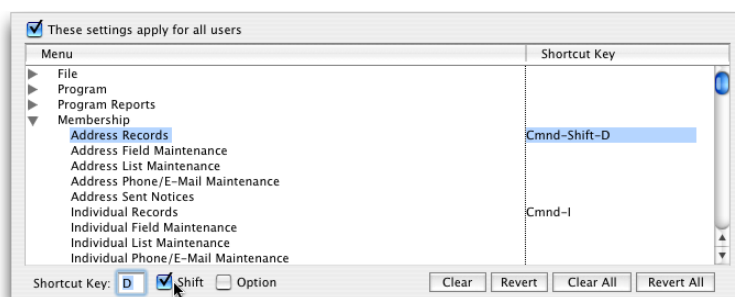 These settings apply for all users
Menu Shortcut Key
File
Program
Program Reports
Membership
Address Records Cmnd-Shift-D
Address Field Maintenance
Address List Maintenance
Address Phone/E-Mail Maintenance
Address Sent Notices
Individual Records Cmnd-I
Individual Field Maintenance
Individual List Maintenance
Individual Phone/E-Mail Maintenance
Shortcut Key: D Shift Option Clear Revert Clear All Revert All